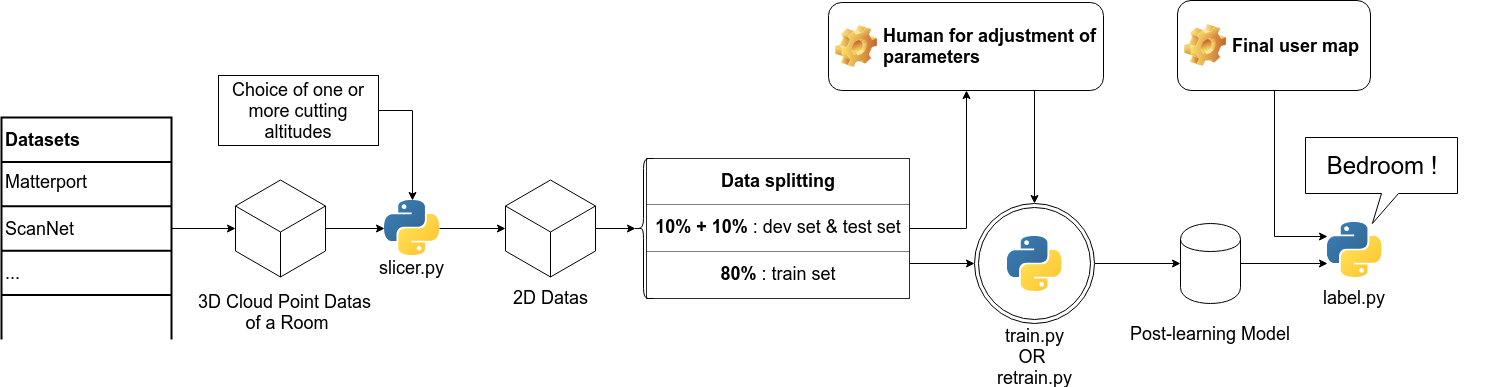 Datasets
Matterport
ScanNet
...
3D Cloud Point Datas
of a Room
Choice of one or
more cutting
altitudes
slicer.py
2D Datas
Data splitting
10% + 10% : dev set & test set
80% : train set
Human for adjustment of
parameters
train.py
OR
retrain.py
Post-learning Model
Final user map
Bedroom !
label.py